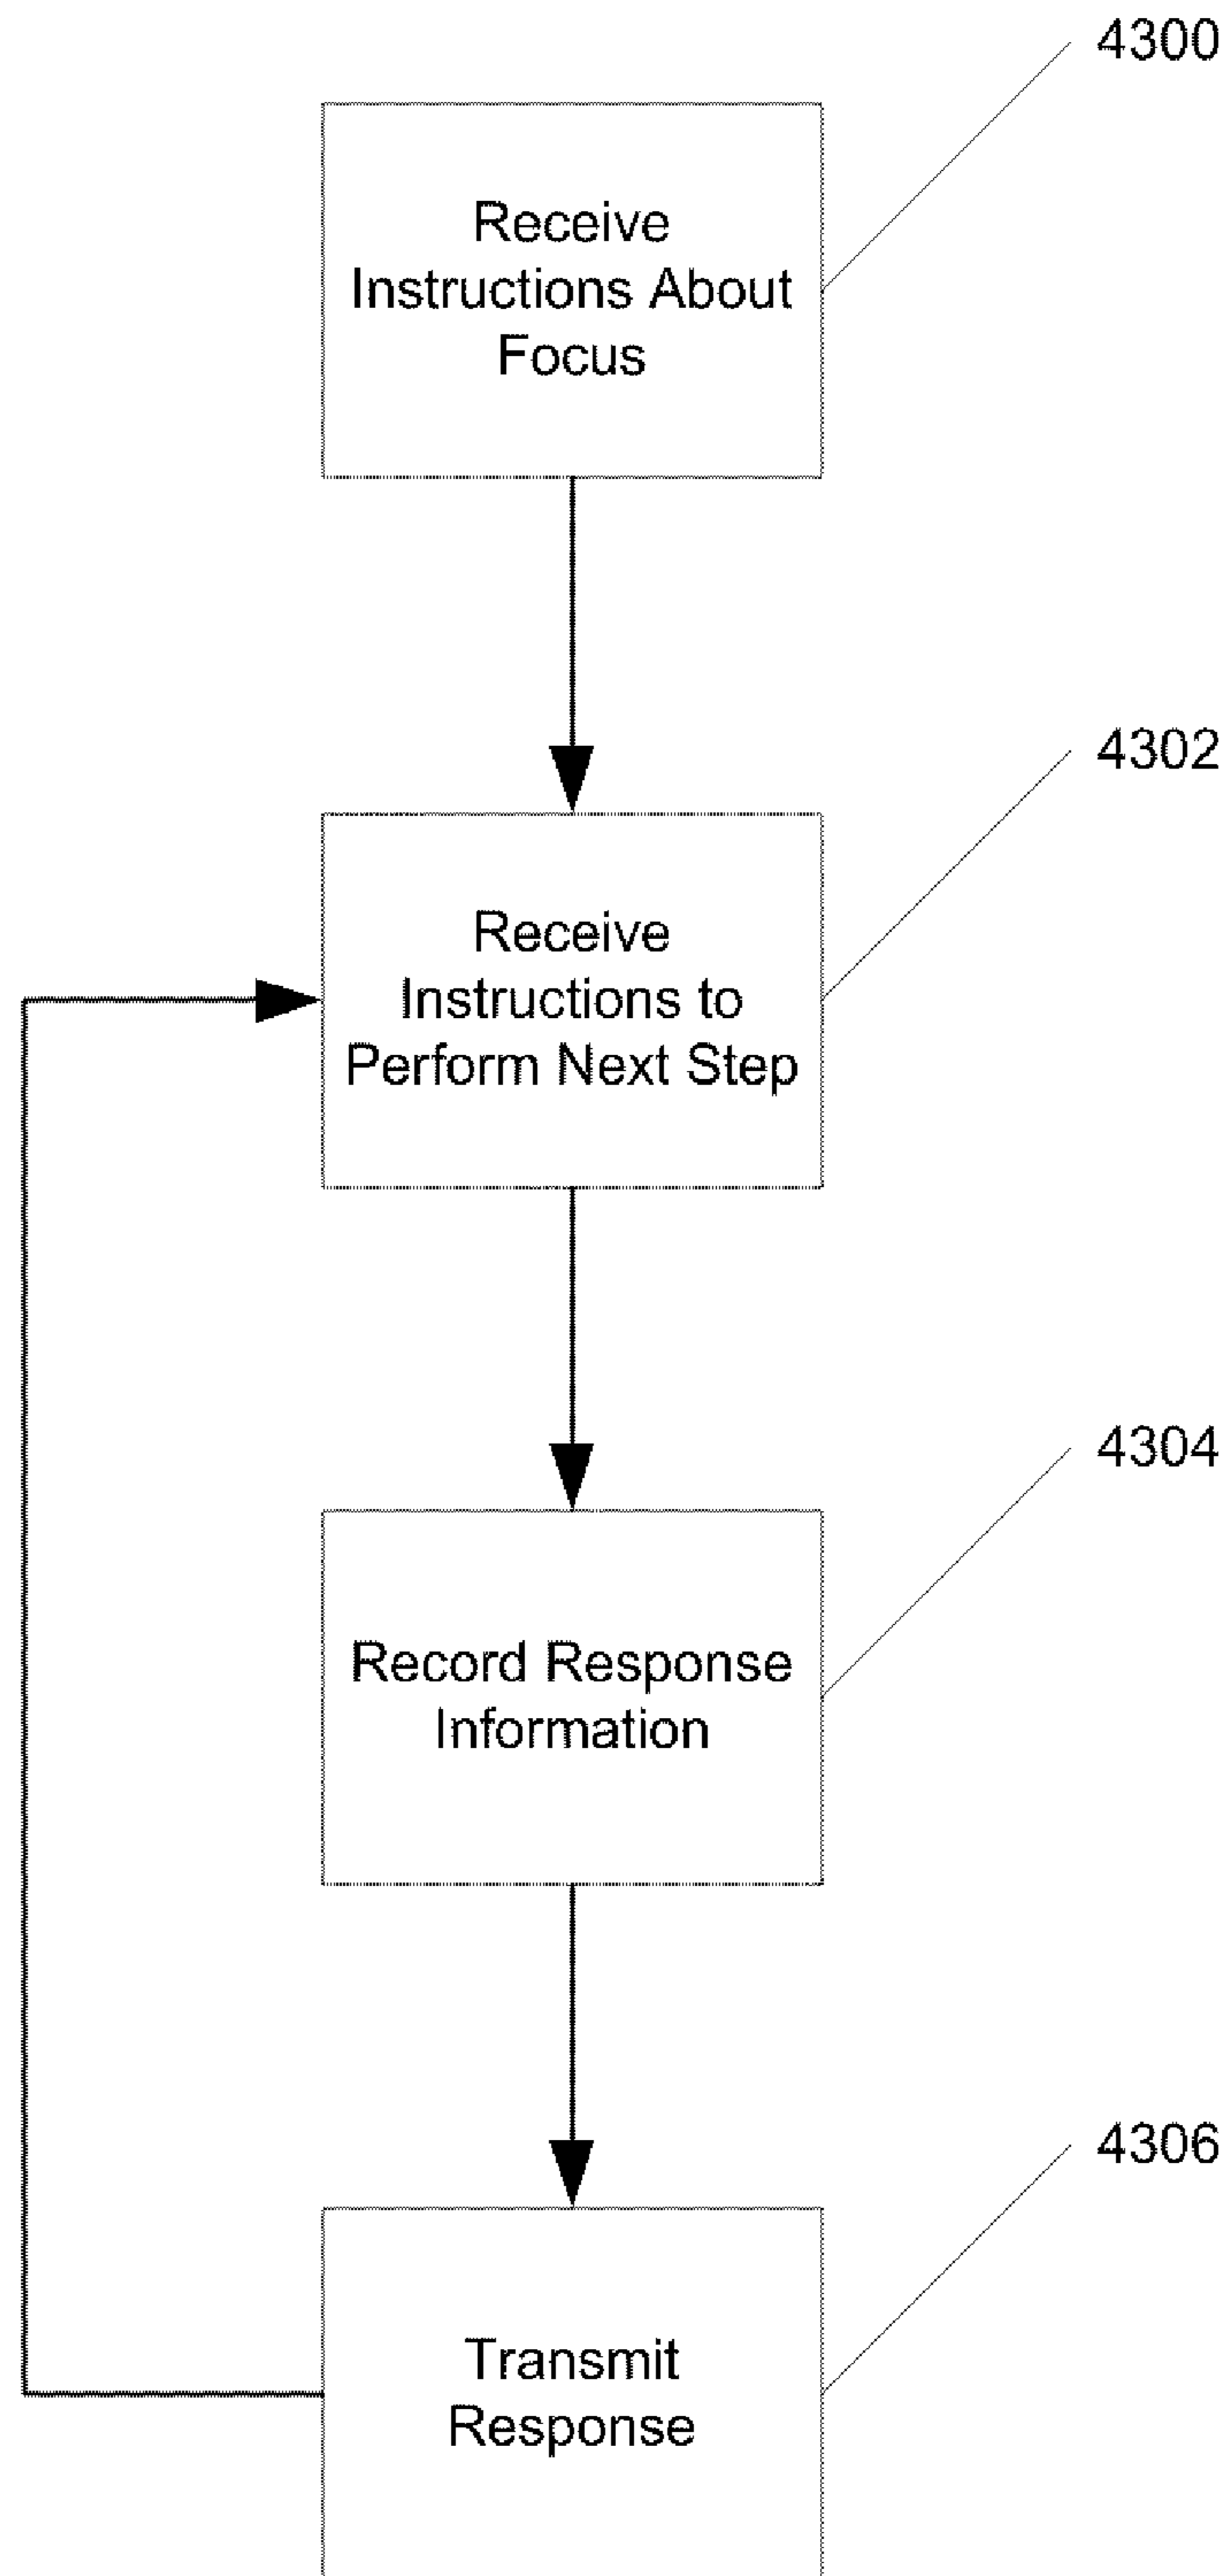 4300
Receive
Instructions About
Focus
4302
Receive
Instructions to
Perform Next Step
4304
Record Response
Information
4306
Transmit
Response